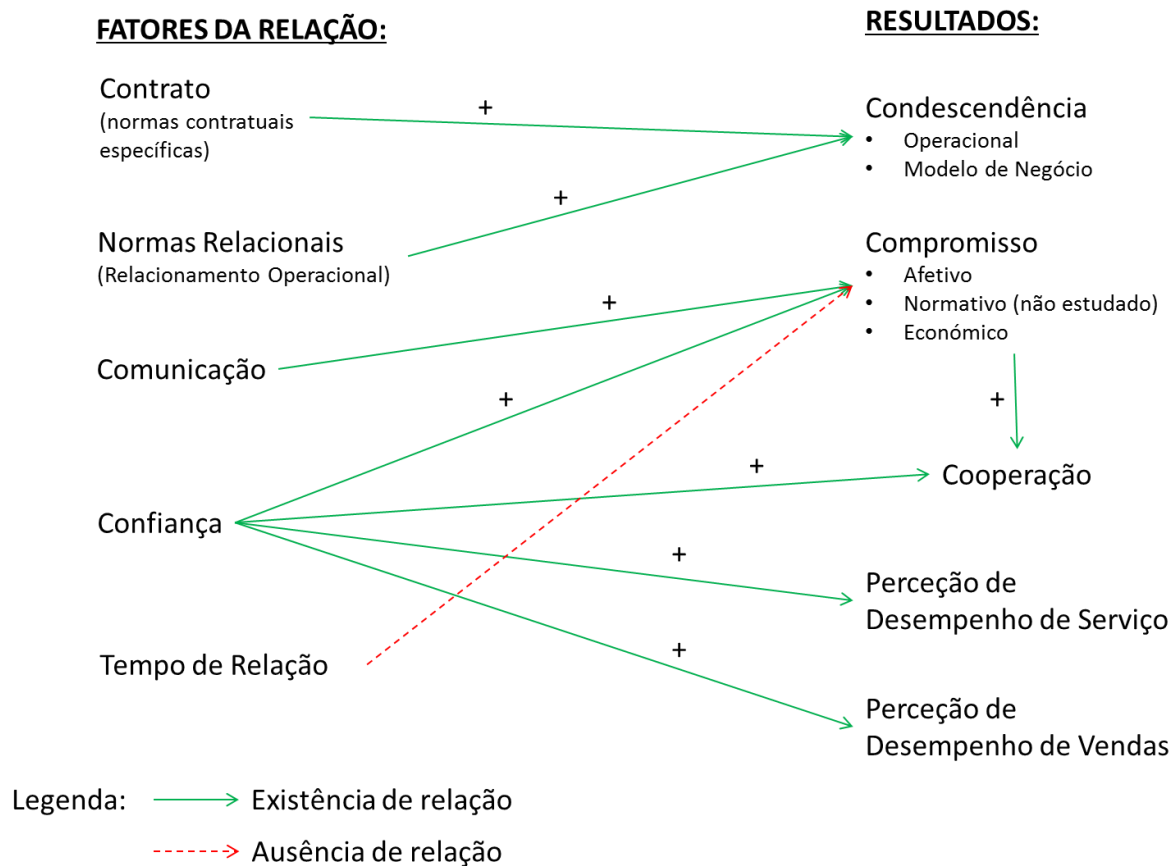 FATORES DA RELAÇÃO:
RESULTADOS:
Contrato
(normas contratuais
específicas)
+
Condescendência
• Operacional
• Modelo de Negócio
+
Normas Relacionais
(Relacionamento Operacional)
Compromisso
• Afetivo
• Normativo (não estudado)
• Económico
+
Comunicação
+
+
+
Cooperação
Confiança
+
Perceção de
Desempenho de Serviço
Tempo de Relação
+
Perceção de
Desempenho de Vendas
Legenda:
Existência de relação
Ausência de relação